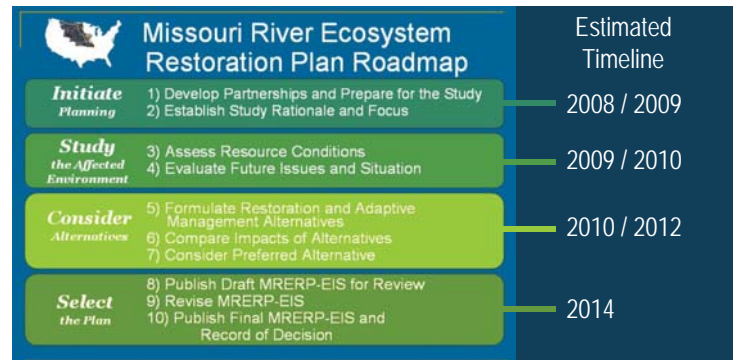 Missouri River Ecosystem
Restoration Plan Roadmap
Estimated
Timeline
Initiate
Planning
1) Develop Partnerships and Prepare for the Study
2) Establish Study Rationale and Focus
2008 / 2009
Study
the Affected
Environment
3) Assess Resource Conditions
4) Evaluate Future Issues and Situation
2009 / 2010
Consider
Alternatives
5) Formulate Restoration and Adaptive
Management Alternatives
6) Compare Impacts of Alternatives
7) Consider Preferred Alternative
2010 / 2012
Select
the Plan
8) Publish Draft MRERP-EIS for Review
9) Revise MRERP-EIS
10) Publish Final MRERP-EIS and
Record of Decision
2014